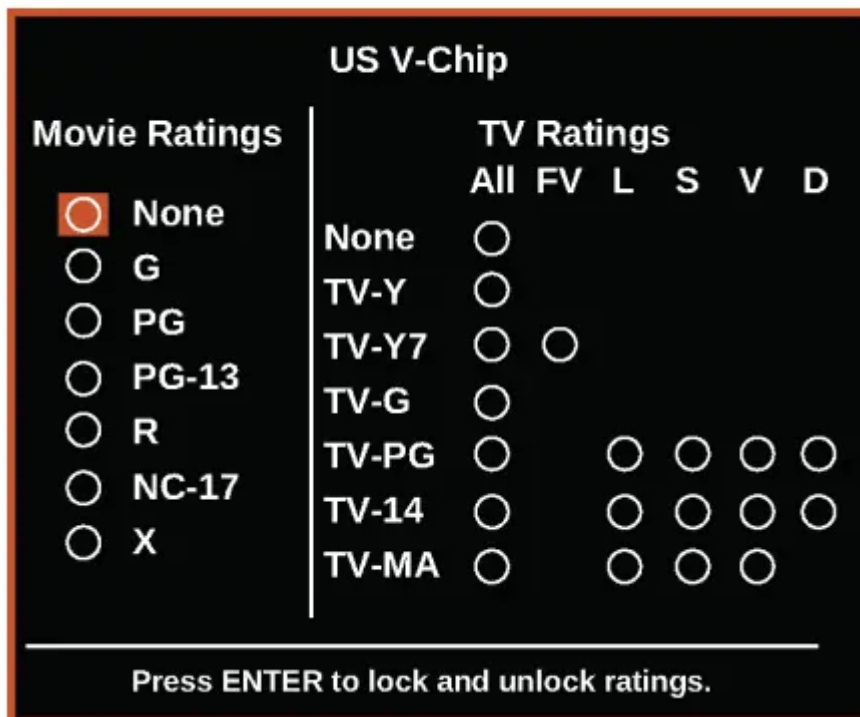 US V-Chip
Movie Ratings
None
G
PG
PG-13
R
NC-17
X
TV Ratings
All FV L S V D
None
TV-Y
TV-Y7
TV-G
TV-PG
TV-14
TV-MA
Press ENTER to lock and unlock ratings.